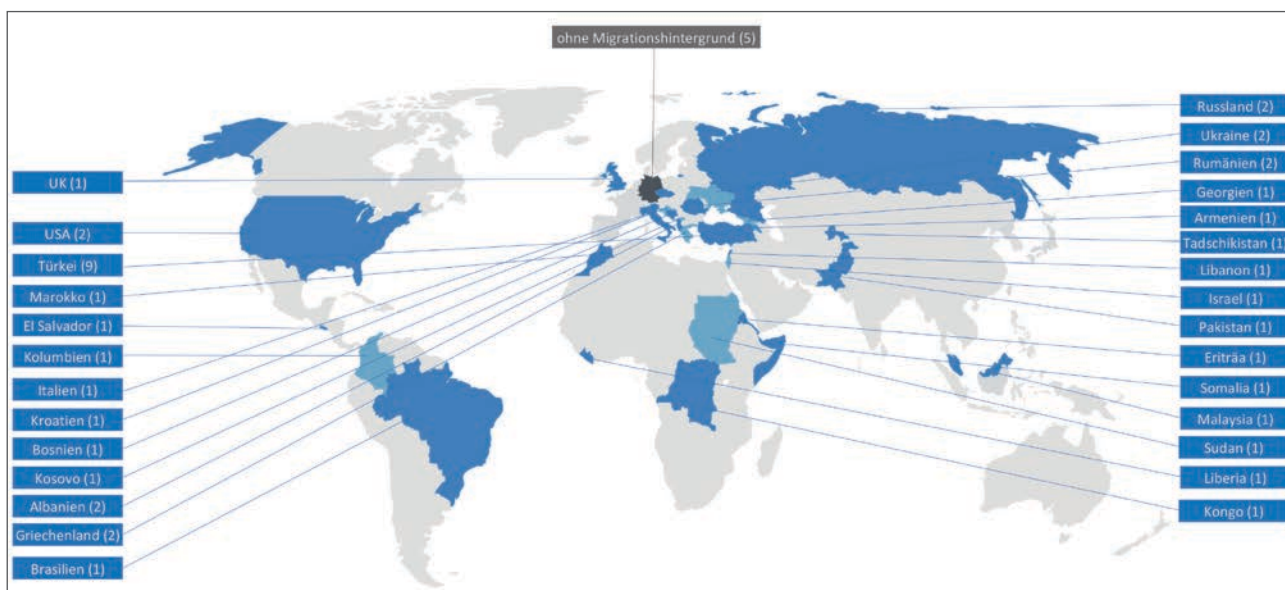 ohne Migrationshintergrund (5)
UK (1)
USA (2)
Türkei (9)
Marokko (1)
El Salvador (1)
Kolumbien (1)
Italien (1)
Kroatien (1)
Bosnien (1)
Kosovo (1)
Albanien (2)
Griechenland (2)
Brasilien (1)
Russland (2)
Ukraine (2)
Rumänien (2)
Georgien (1)
Armenien (1)
Tadschikistan (1
Libanon (1)
Israel (1)
Pakistan (1)
Eriträa (1)
Somalia (1)
Malaysia (1)
Sudan (1)
Liberia (1)
Kongo (1)